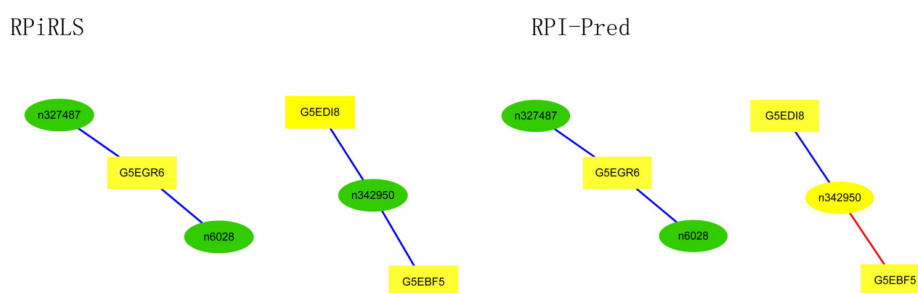 RPiRLS
RPI-Pred
n327487
G5EGR6
n6028
G5EDI8
n342950
G5EBF5
n327487
G5EGR6
n6028
G5EDI8
n342950
G5EBF5